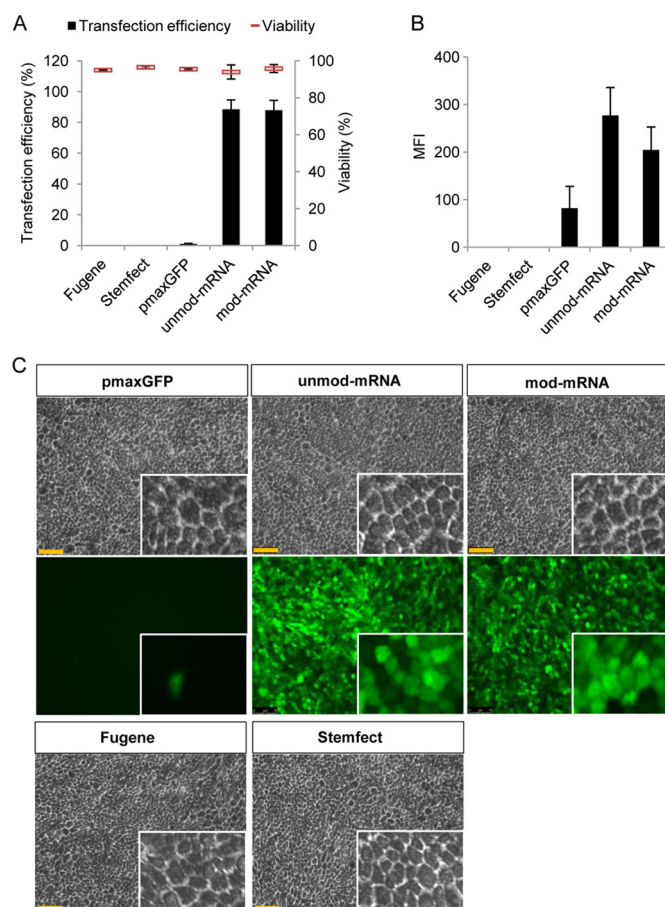 A
■ Transfection efficiency
Viability
Transfection efficiency (%)
120
100
80
60
40
20
0
100
80
60
40
20
0
Viability (%)
Fugene
Stemfect
pmaxGFP
unmod-mRNA
mod-mRNA
B
MFI
400
300
200
100
0
Fugene
Stemfect
pmaxGFP
unmod-mRNA
mod-mRNA
C
pmaxGFP
unmod-mRNA
mod-mRNA
Fugene
Stemfect